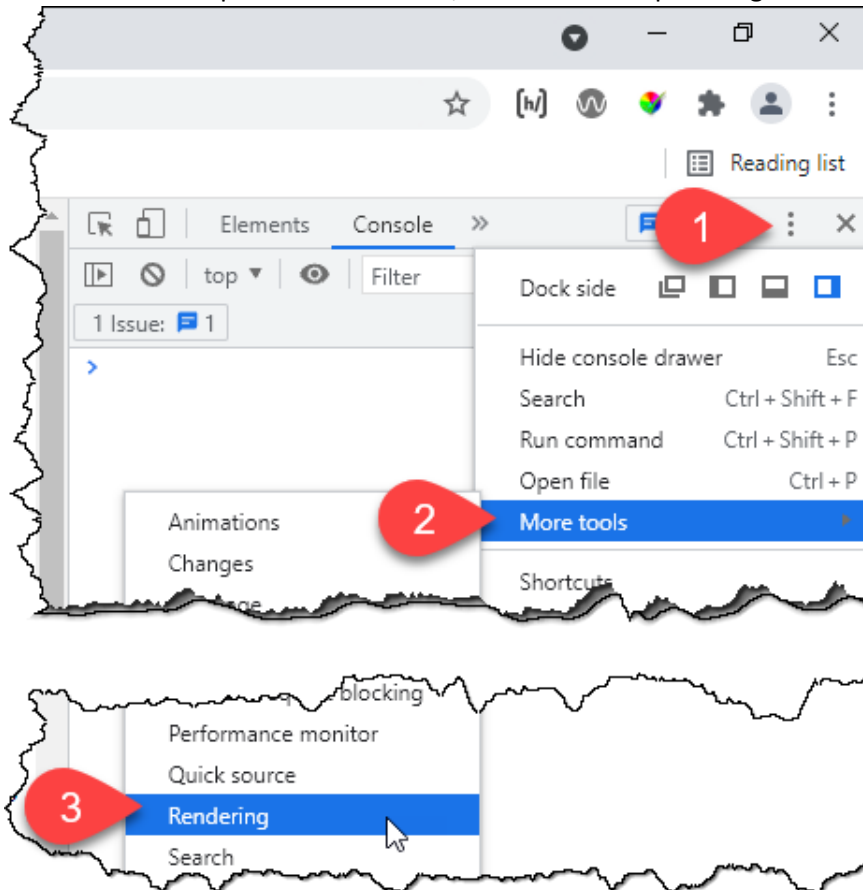 [h/]
Reading list
Elements Console »
1
top Filter
Dock side
1 Issue: 1
Hide console drawer Esc
Search Ctrl + Shift + F
Run command Ctrl + Shift + P
Open file Ctrl + P
2
More tools
Animations
Changes
Shortcuts
blocking
Performance monitor
Quick source
3
Rendering
Search